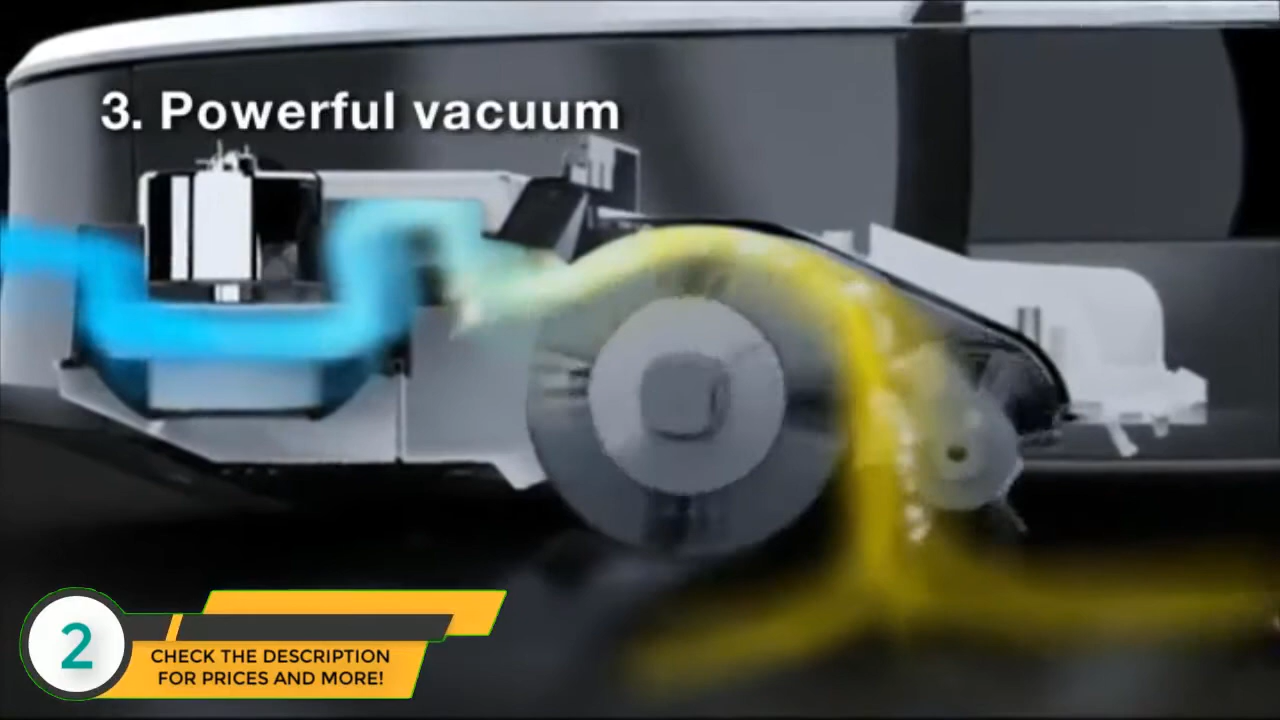 3. Powerful vacuum
2
CHECK THE DESCRIPTION
FOR PRICES AND MORE!